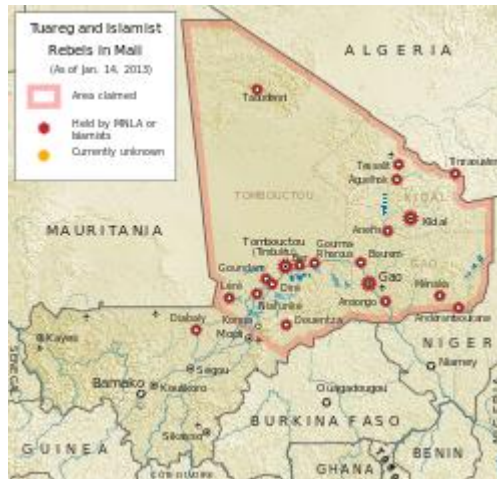 Tuareg and Islamist
Rebels in Mali
(As of Jan. 14, 2013)
Area claimed
Held by MNLA or
Islamists
Currently unknown
ALGERIA
Taoudenni
Tessalit
Aguelhok
TOMBOUCTOU
KIDAL
Kidal
MAURITANIA
Anefis
Tombouctou
(Timbuktu)
Ber
Gourma
Rharous
Bourem
GAO
Gao
Goundam
Diré
Léré
Niafunké
Ansongo
Ménaka
Andéramboucane
Konna
Douentza
Diabaly
Mopti
NIGER
Kayes
Niamey
Ségou
Bamako
Koulikoro
Ouagadougou
BURKINA FASO
Sikasso
GUINEA
BENIN
GHANA
TOGO